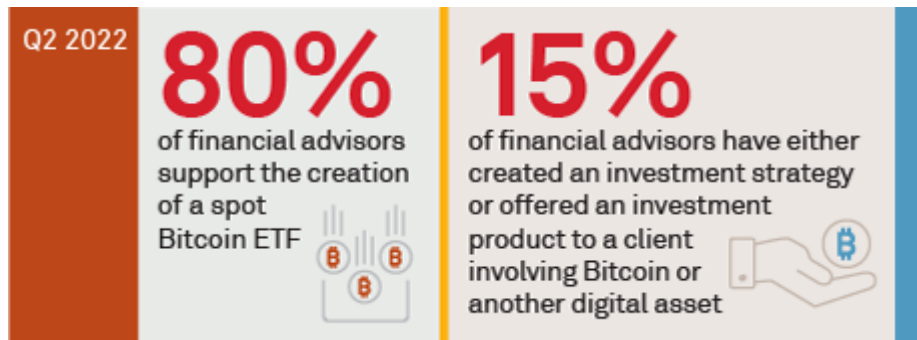 Q2 2022
80%
of financial advisors
support the creation
of a spot
Bitcoin ETF
15%
of financial advisors have either
created an investment strategy
or offered an investment
product to a client
involving Bitcoin or
another digital asset